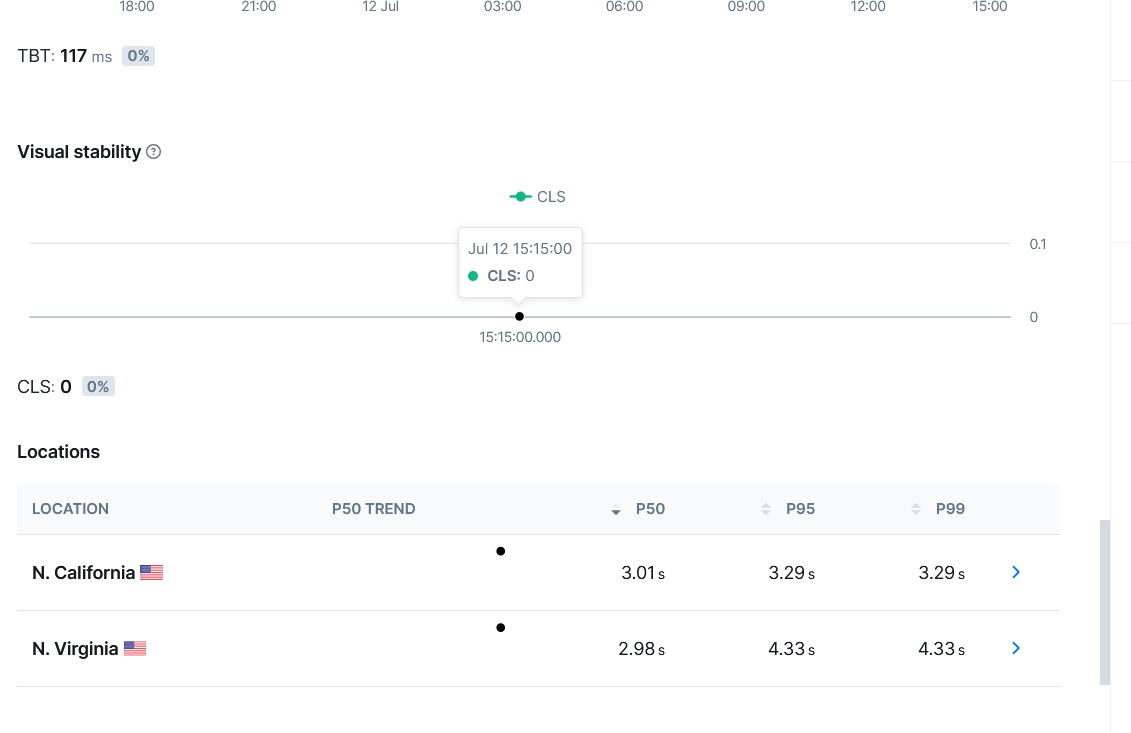 18:00 21:00 12 Jul 03:00 06:00 09:00 12:00 15:00
TBT: 117 ms 0%
Visual stability ?
CLS
0.1
Jul 12 15:15:00
CLS: 0
0
15:15:00.000
CLS: 0 0%
Locations
LOCATION P50 TREND P50 P95 P99
N. California 3.01 s 3.29 s 3.29 s
N. Virginia 2.98 s 4.33 s 4.33 s